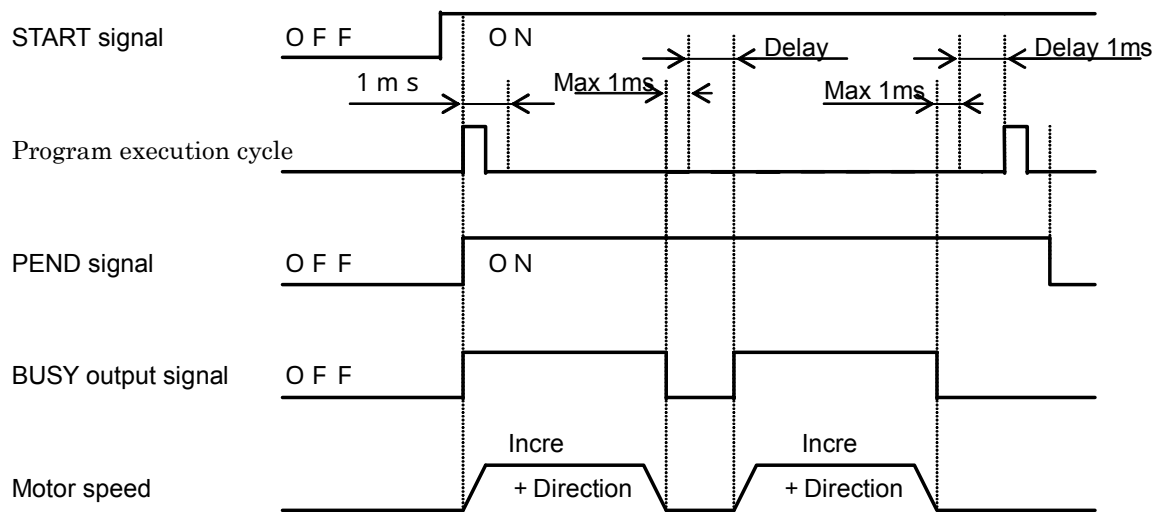 START signal OFF ON
Delay Delay 1ms
1ms Max 1ms Max 1ms
Program execution cycle
PEND signal OFF ON
BUSY output signal OFF
Incre Incre
Motor speed + Direction + Direction